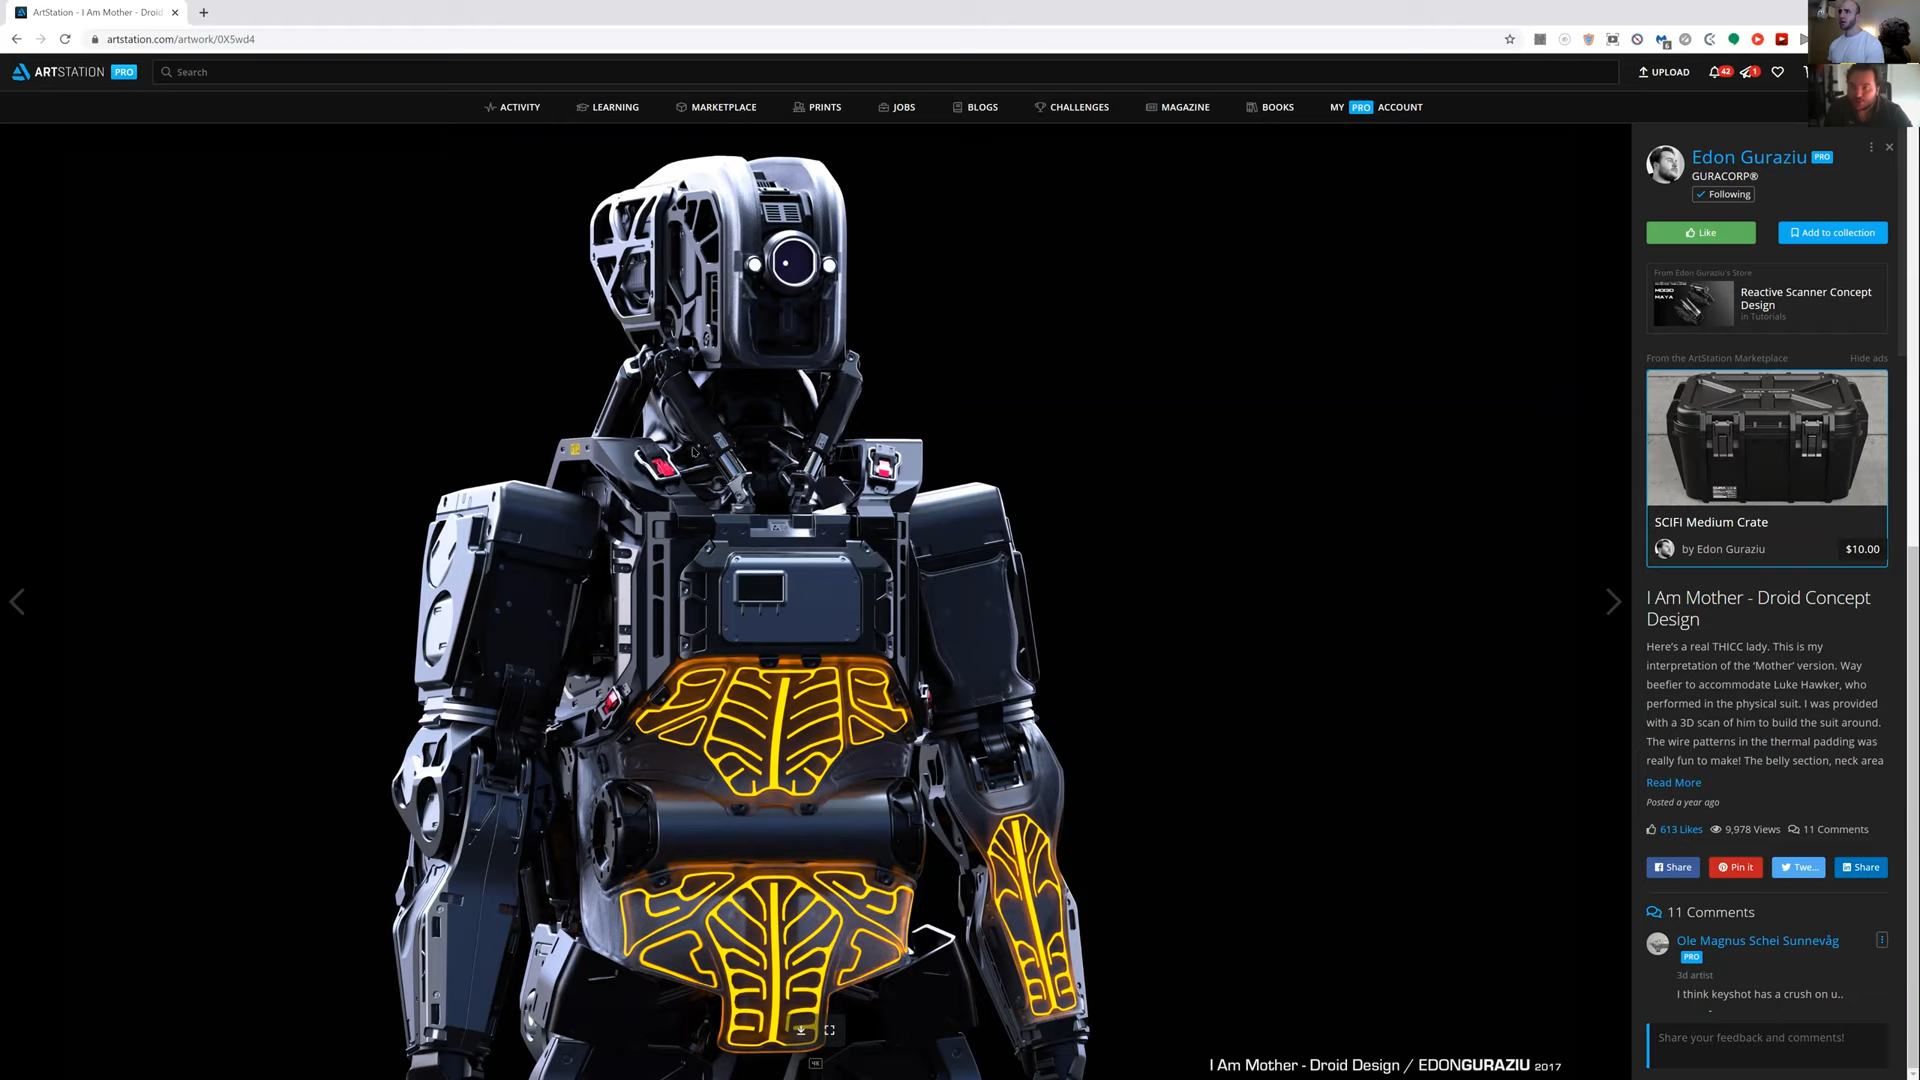 ArtStation - I Am Mother - Droid
artstation.com/artwork/0X5wd4
ARTSTATION PRO
Search
UPLOAD
42
1
ACTIVITY
LEARNING
MARKETPLACE
PRINTS
JOBS
BLOGS
CHALLENGES
MAGAZINE
BOOKS
MY PRO ACCOUNT
Edon Guraziu PRO
GURACORP®
Following
Like
Add to collection
From Edon Guraziu's Store
Reactive Scanner Concept
Design
in Tutorials
From the ArtStation Marketplace
Hide ads
SCIFI Medium Crate
by Edon Guraziu
$10.00
I Am Mother - Droid Concept
Design
Here's a real THICC lady. This is my
interpretation of the ‘Mother’ version. Way
beefier to accommodate Luke Hawker, who
performed in the physical suit. I was provided
with a 3D scan of him to build the suit around.
The wire patterns in the thermal padding was
really fun to make! The belly section, neck area
Read More
Posted a year ago
613 Likes
9,978 Views
11 Comments
Share
Pin it
Twe...
Share
11 Comments
Ole Magnus Schei Sunnevåg
PRO
3d artist
I think keyshot has a crush on u..
Share your feedback and comments!
4K
I Am Mother - Droid Design / EDONGURAZIU 2017